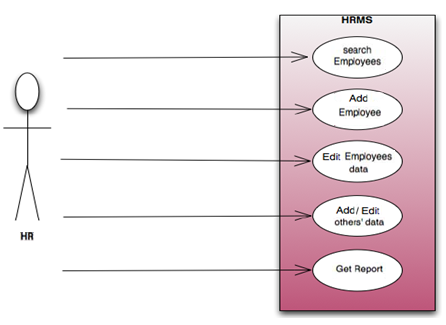 HRMS
search
Employees
Add
Employee
Edit Employees
data
Add/ Edit
others' data
Get Report
HR